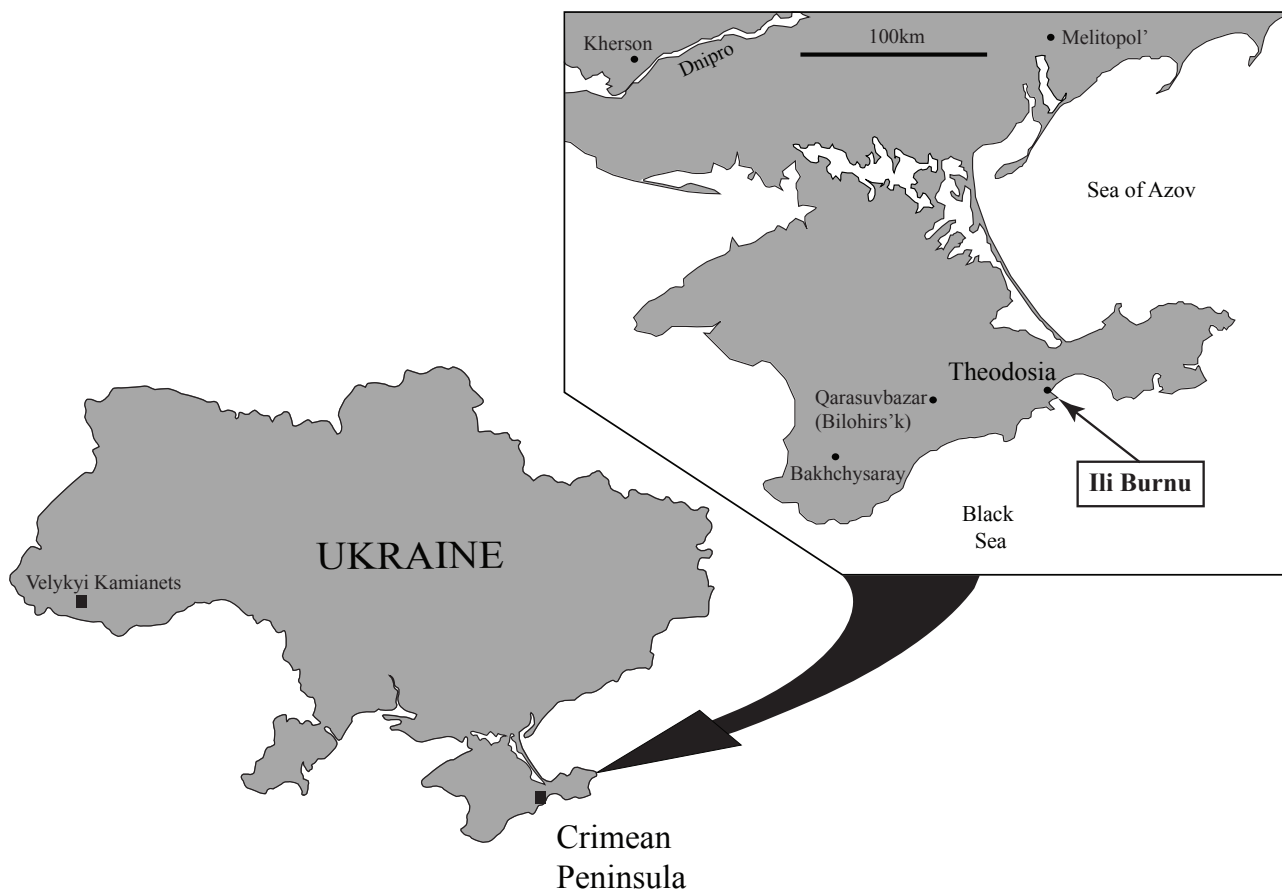 Kherson
Dnipro
100km
Melitopol’
Sea of Azov
Theodosia
Qarasuvbazar
(Bilohirs’k)
Bakhchysaray
Ili Burnu
Black
Sea
UKRAINE
Velykyi Kamianets
Crimean
Peninsula